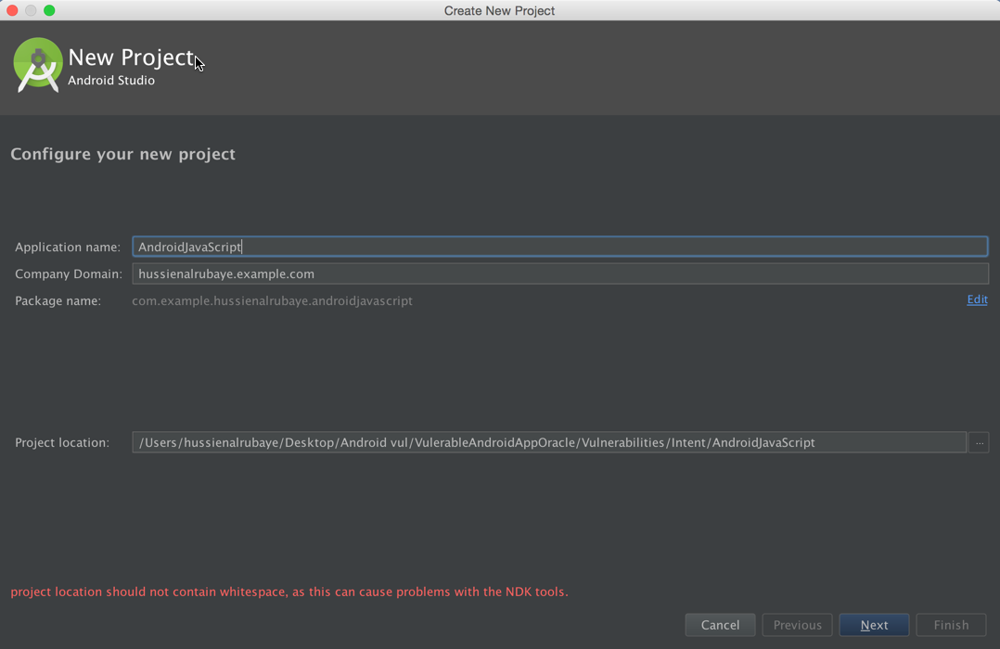 Create New Project
New Project
Android Studio
Configure your new project
Application name: AndroidJavaScript
Company Domain: hussienalrubaye.example.com
Package name: com.example.hussienalrubaye.androidjavascript Edit
Project location: /Users/hussienalrubaye/Desktop/Android vul/VulerableAndroidAppOracle/Vulnerabilities/Intent/AndroidJavaScript ...
project location should not contain whitespace, as this can cause problems with the NDK tools.
Cancel Previous Next Finish